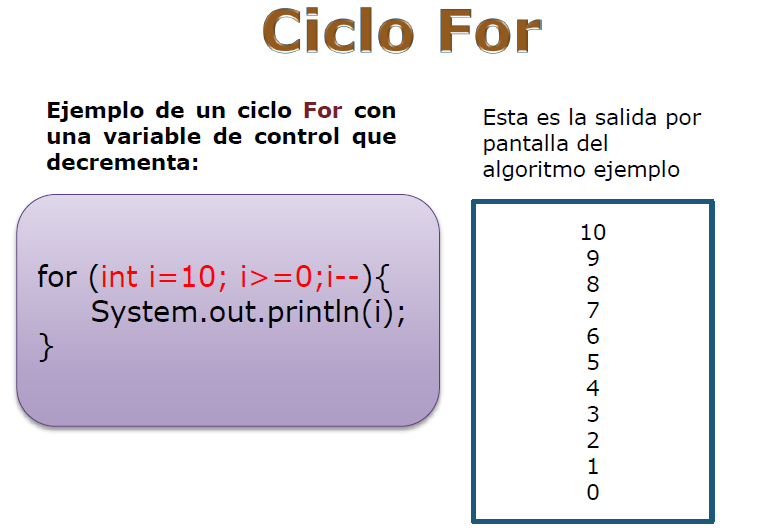 Ciclo For
Ejemplo de un ciclo For con
una variable de control que
decrementa:
for (int i=10; i>=0;i--){
System.out.println(i);
}
Esta es la salida por
pantalla del
algoritmo ejemplo
10
9
8
7
6
5
4
3
2
1
0